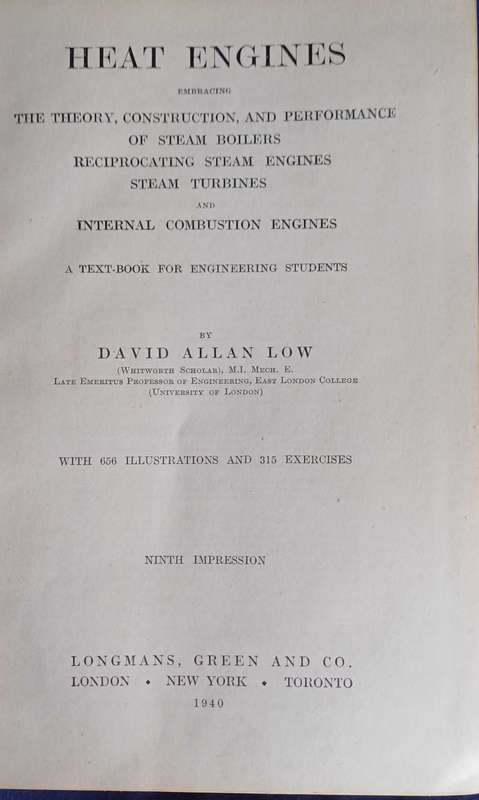 HEAT ENGINES
EMBRACING
THE THEORY, CONSTRUCTION, AND PERFORMANCE
OF STEAM BOILERS
RECIPROCATING STEAM ENGINES
STEAM TURBINES
AND
INTERNAL COMBUSTION ENGINES
A TEXT-BOOK FOR ENGINEERING STUDENTS
BY
DAVID ALLAN LOW
(WHITWORTH SCHOLAR), M.I. MECH. E.
LATE EMERITUS PROFESSOR OF ENGINEERING, EAST LONDON COLLEGE
(UNIVERSITY OF LONDON)
WITH 656 ILLUSTRATIONS AND 315 EXERCISES
NINTH IMPRESSION
LONGMANS, GREEN AND CO.
LONDON ♦ NEW YORK ♦ TORONTO
1940